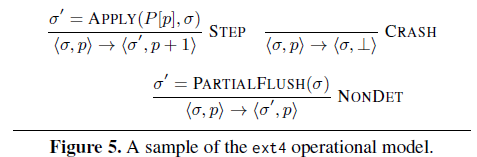 σ′ = APPLY(P[p], σ)
⟨σ, p⟩ → ⟨σ′, p + 1⟩
STEP
⟨σ, p⟩ → ⟨σ, ⊥⟩
CRASH
σ′ = PARTIALFLUSH(σ)
⟨σ, p⟩ → ⟨σ′, p⟩
NONDET
Figure 5. A sample of the ext4 operational model.